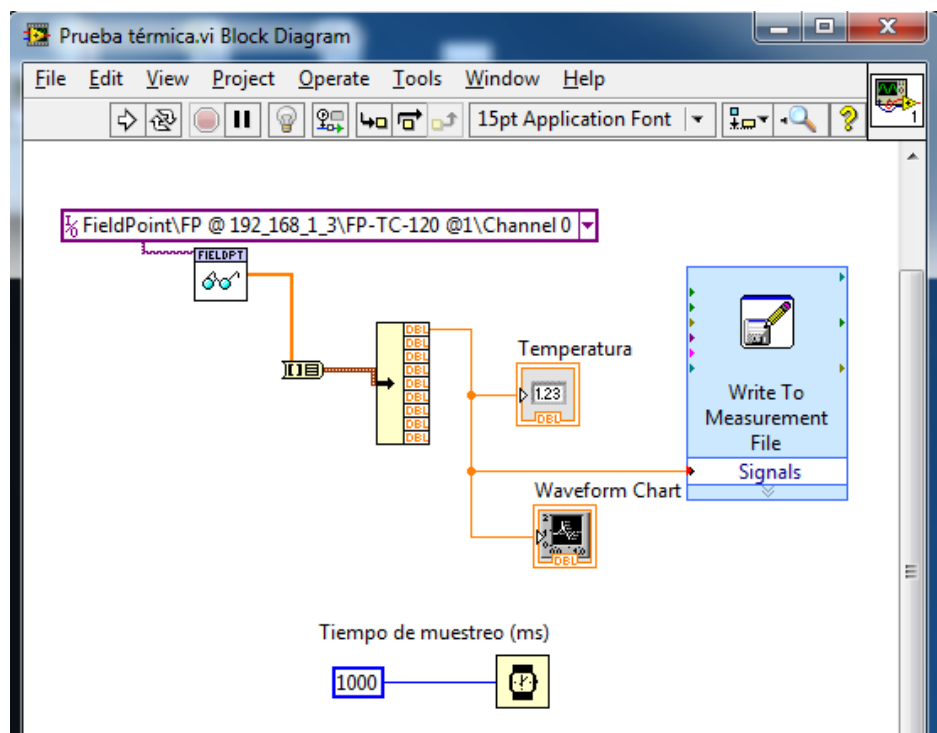 Prueba térmica.vi Block Diagram
File Edit View Project Operate Tools Window Help
15pt Application Font
1
FieldPoint\FP @ 192_168_1_3\FP-TC-120 @1\Channel 0
FIELDPT
DBL
DBL
DBL
DBL
DBL
DBL
DBL
DBL
DBL
Temperatura
1.23
DBL
Write To
Measurement
File
Signals
Waveform Chart
DBL
Tiempo de muestreo (ms)
1000